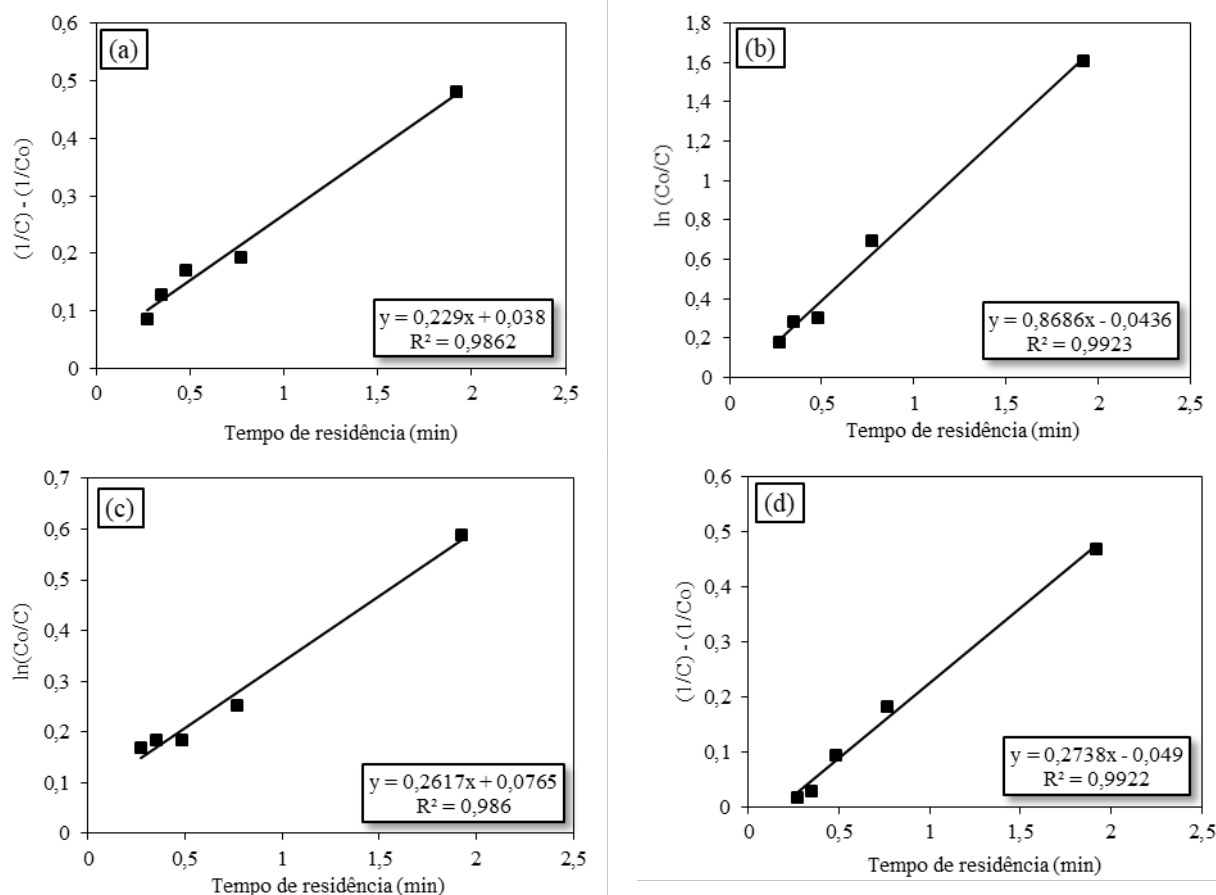 (a)
(1/C) - (1/Co)
0,6
0,5
0,4
0,3
0,2
0,1
0
y = 0,229x + 0,038
R² = 0,9862
0 0,5 1 1,5 2 2,5
Tempo de residência (min)
(b)
ln (Co/C)
1,8
1,6
1,4
1,2
1
0,8
0,6
0,4
0,2
0
y = 0,8686x - 0,0436
R² = 0,9923
0 0,5 1 1,5 2 2,5
Tempo de residência (min)
(c)
ln(Co/C)
0,7
0,6
0,5
0,4
0,3
0,2
0,1
0
y = 0,2617x + 0,0765
R² = 0,986
0 0,5 1 1,5 2 2,5
Tempo de residência (min)
(d)
(1/C) - (1/Co)
0,6
0,5
0,4
0,3
0,2
0,1
0
y = 0,2738x - 0,049
R² = 0,9922
0 0,5 1 1,5 2 2,5
Tempo de residência (min)